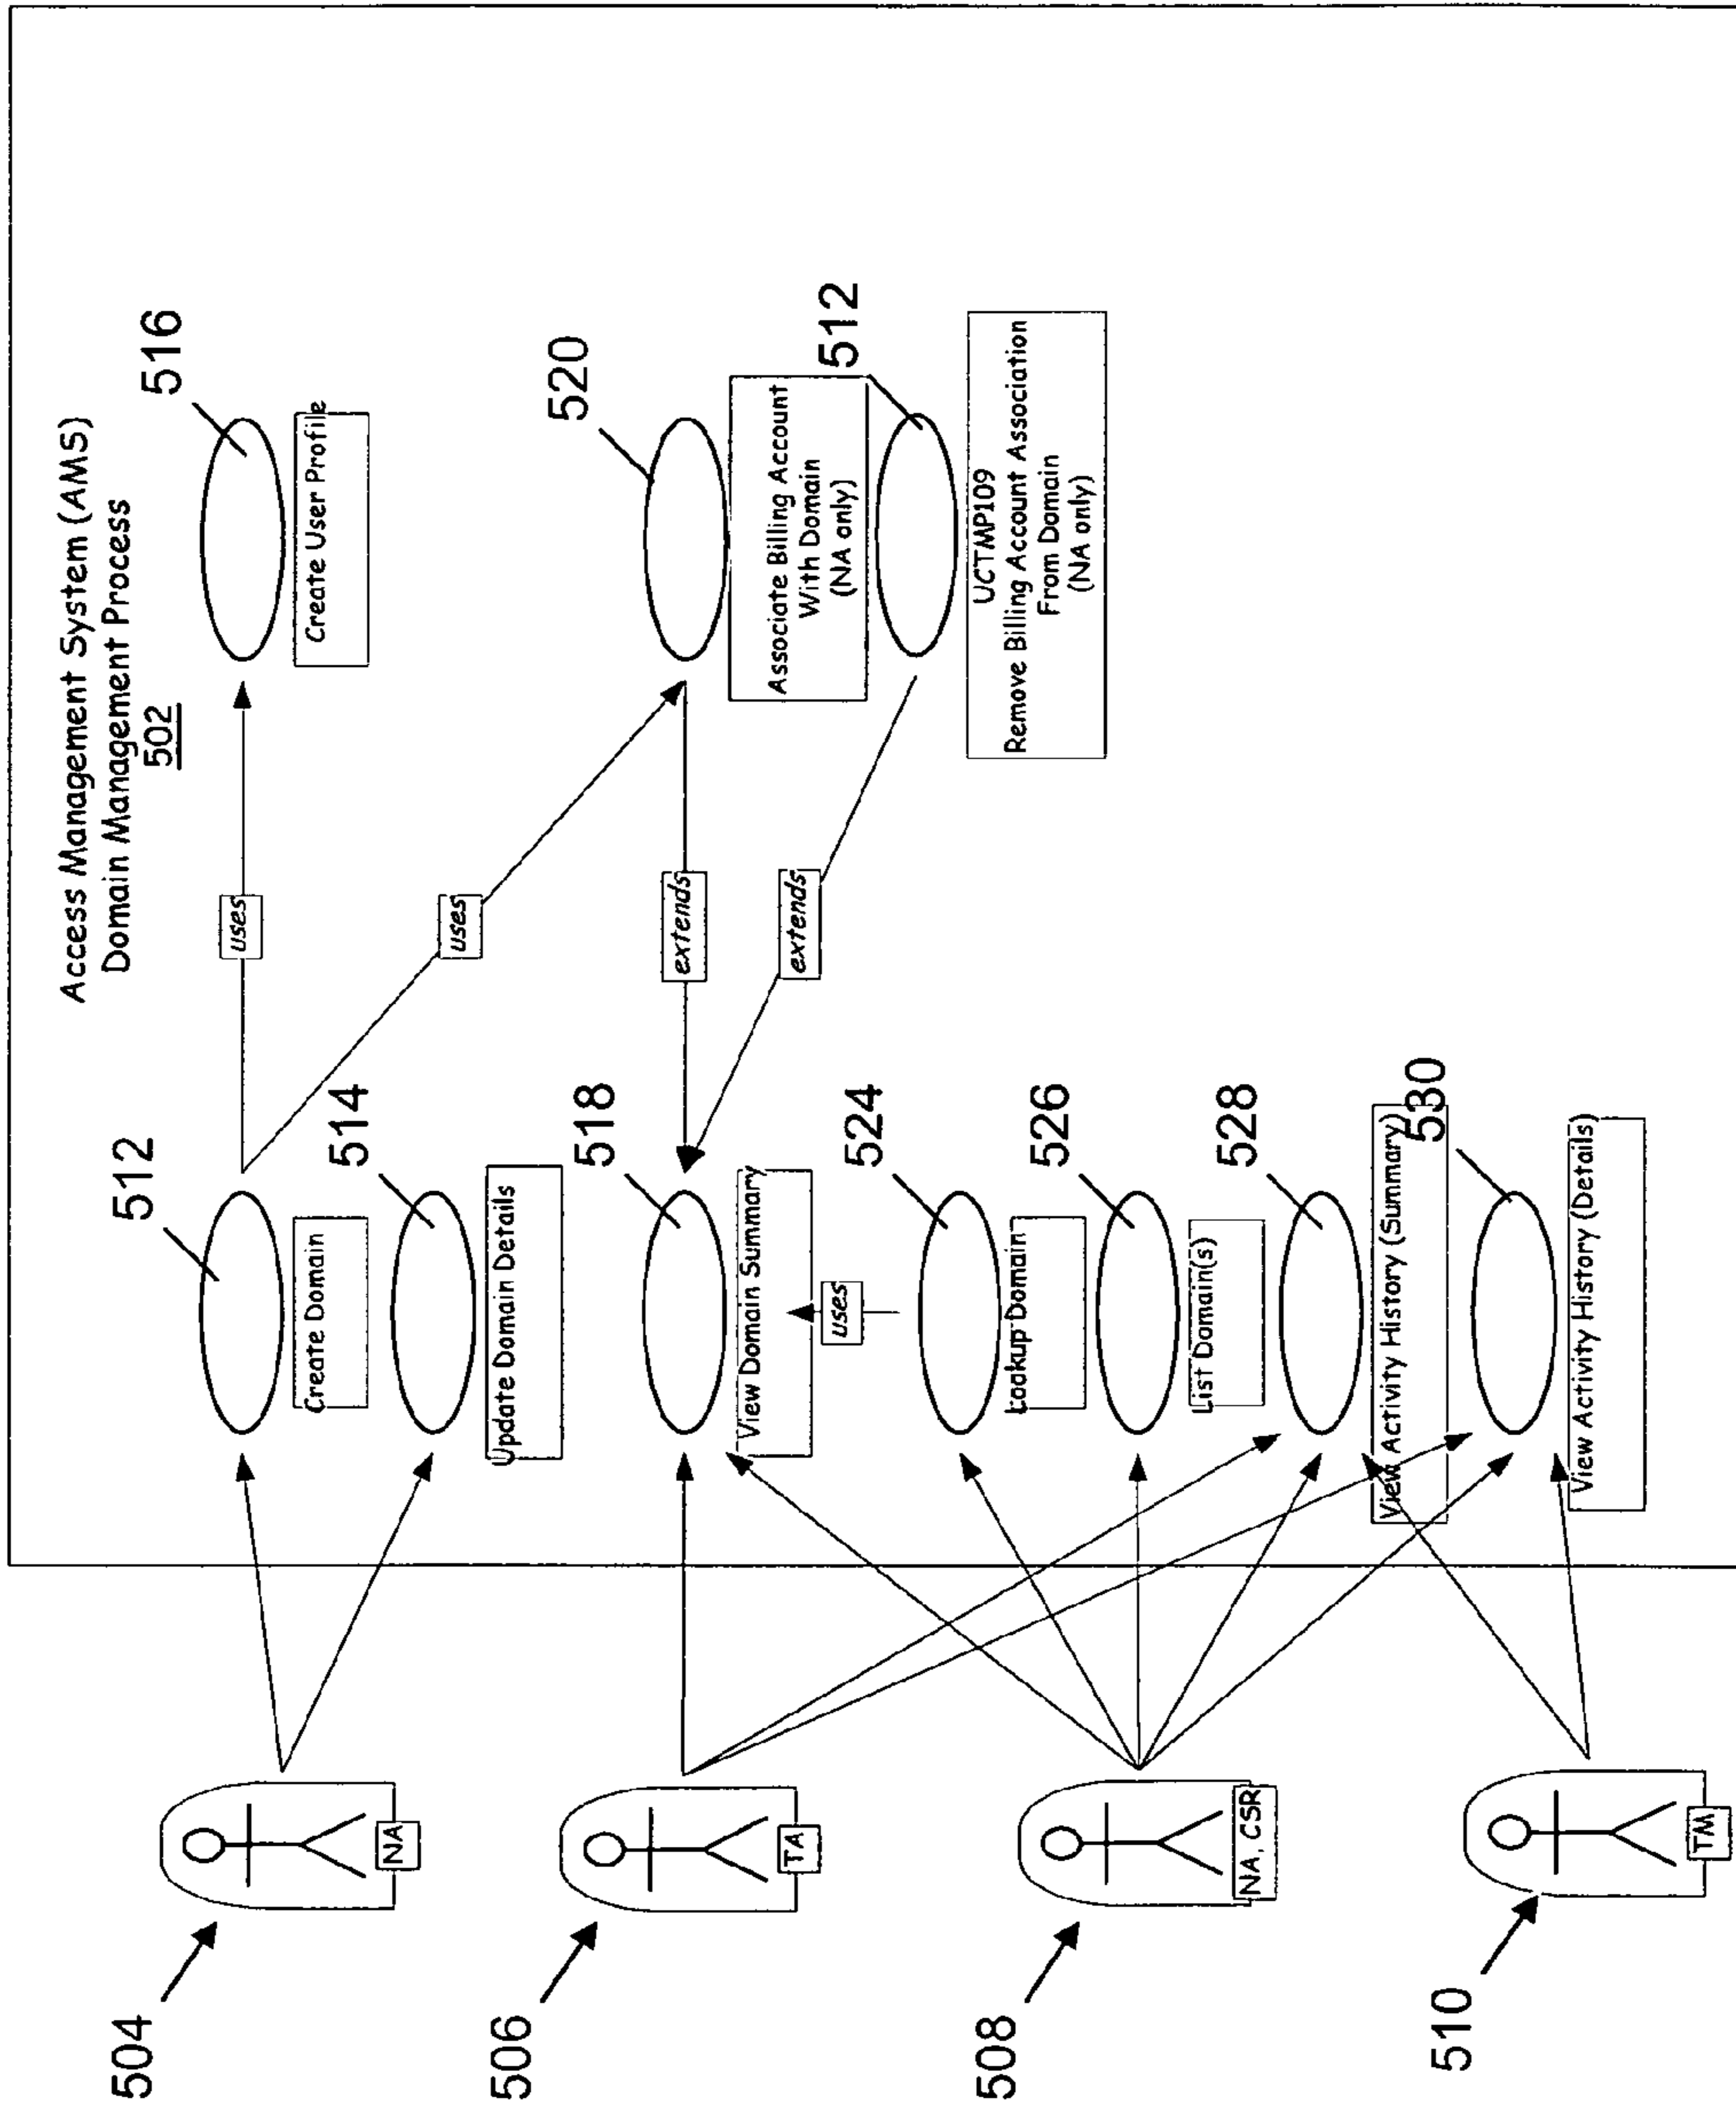 Access Management System (AMS)
Domain Management Process
502
504
NA
512
Create Domain
uses
516
Create User Profile
514
Update Domain Details
uses
506
TA
518
View Domain Summary
extends
520
Associate Billing Account
With Domain
(NA only)
extends
512
UCTMP109
Remove Billing Account Association
From Domain
(NA only)
uses
508
NA, CSR
524
Lookup Domain
526
List Domain(s)
528
View Activity History (Summary)
510
TM
530
View Activity History (Details)